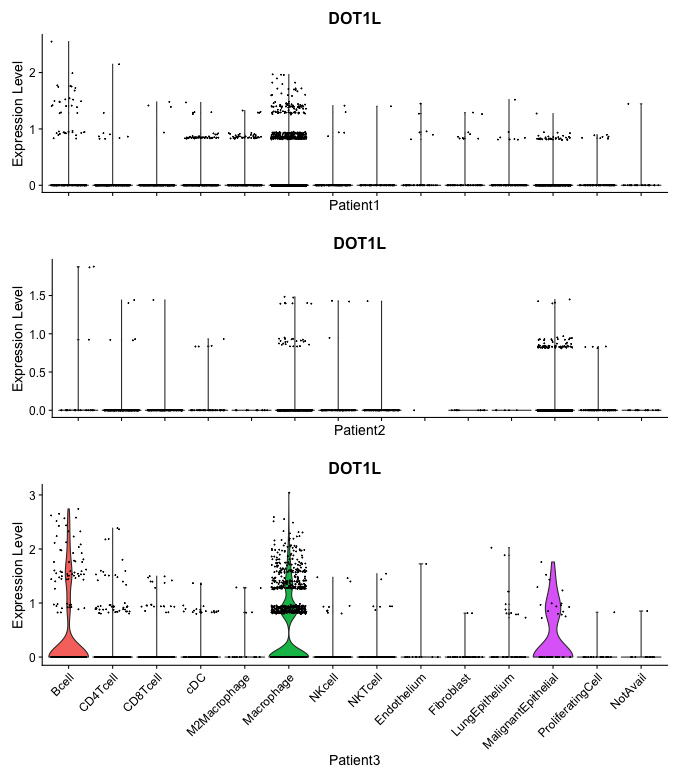 DOT1L
Expression Level
2
1
0
Patient1
DOT1L
Expression Level
1.5
1.0
0.5
0.0
Patient2
DOT1L
Expression Level
3
2
1
0
Bcell
CD4Tcell
CD8Tcell
cDC
M2Macrophage
Macrophage
NKcell
NKTcell
Endothelium
Fibroblast
LungEpithelium
MalignantEpithelial
ProliferatingCell
NotAvail
Patient3